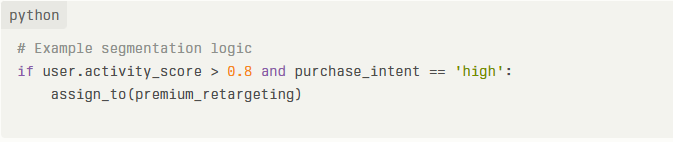 python
# Example segmentation logic
if user.activity_score > 0.8 and purchase_intent == 'high':
    assign_to(premium_retargeting)